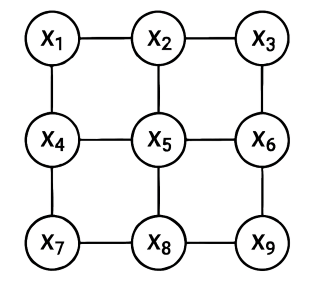 X₁ X₂ X₃
X₄ X₅ X₆
X₇ X₈ X₉